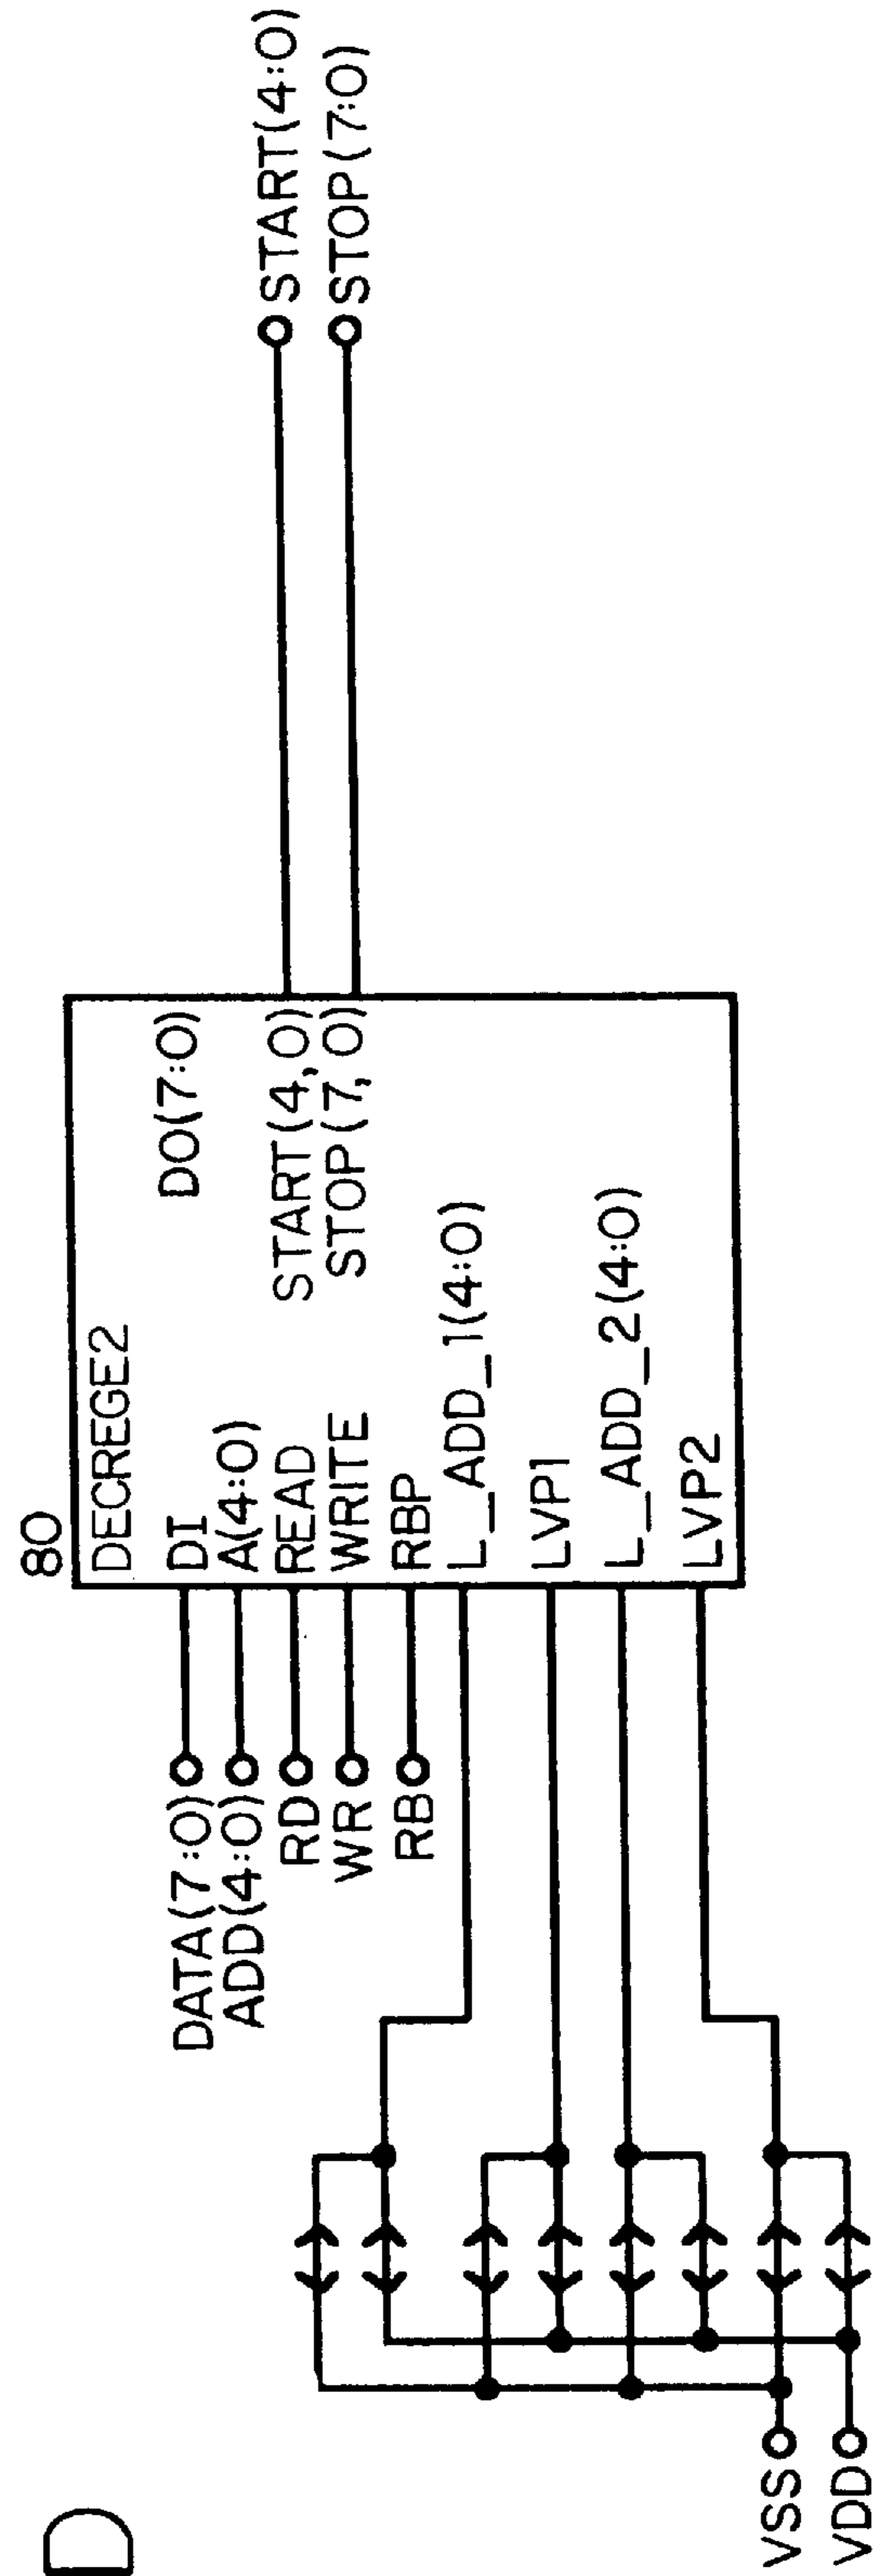 D
80
DECREGE2
DATA(7:0)
DI
DO(7:0)
ADD(4:0)
A(4:0)
RD
READ
START(4,0)
START(4:0)
WR
WRITE
STOP(7,0)
STOP(7:0)
RB
RBP
L_ADD_1(4:0)
LVP1
L_ADD_2(4:0)
LVP2
VSS
VDD